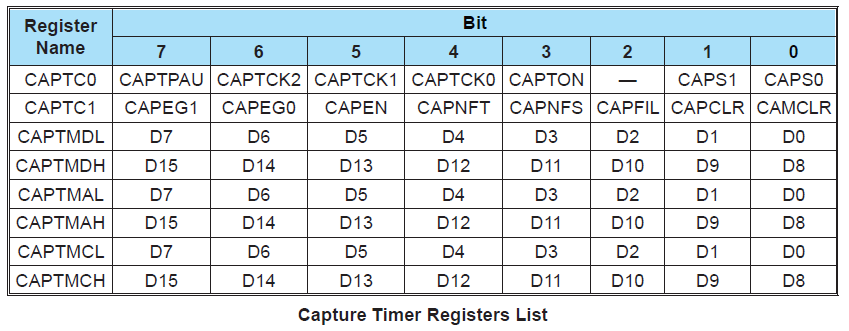 Register Name Bit
7 6 5 4 3 2 1 0
CAPTC0 CAPTPAU CAPTCK2 CAPTCK1 CAPTCK0 CAPTON — CAPS1 CAPS0
CAPTC1 CAPEG1 CAPEG0 CAPEN CAPNFT CAPNFS CAPFIL CAPCLR CAMCLR
CAPTMDL D7 D6 D5 D4 D3 D2 D1 D0
CAPTMDH D15 D14 D13 D12 D11 D10 D9 D8
CAPTMAL D7 D6 D5 D4 D3 D2 D1 D0
CAPTMAH D15 D14 D13 D12 D11 D10 D9 D8
CAPTMCL D7 D6 D5 D4 D3 D2 D1 D0
CAPTMCH D15 D14 D13 D12 D11 D10 D9 D8
Capture Timer Registers List